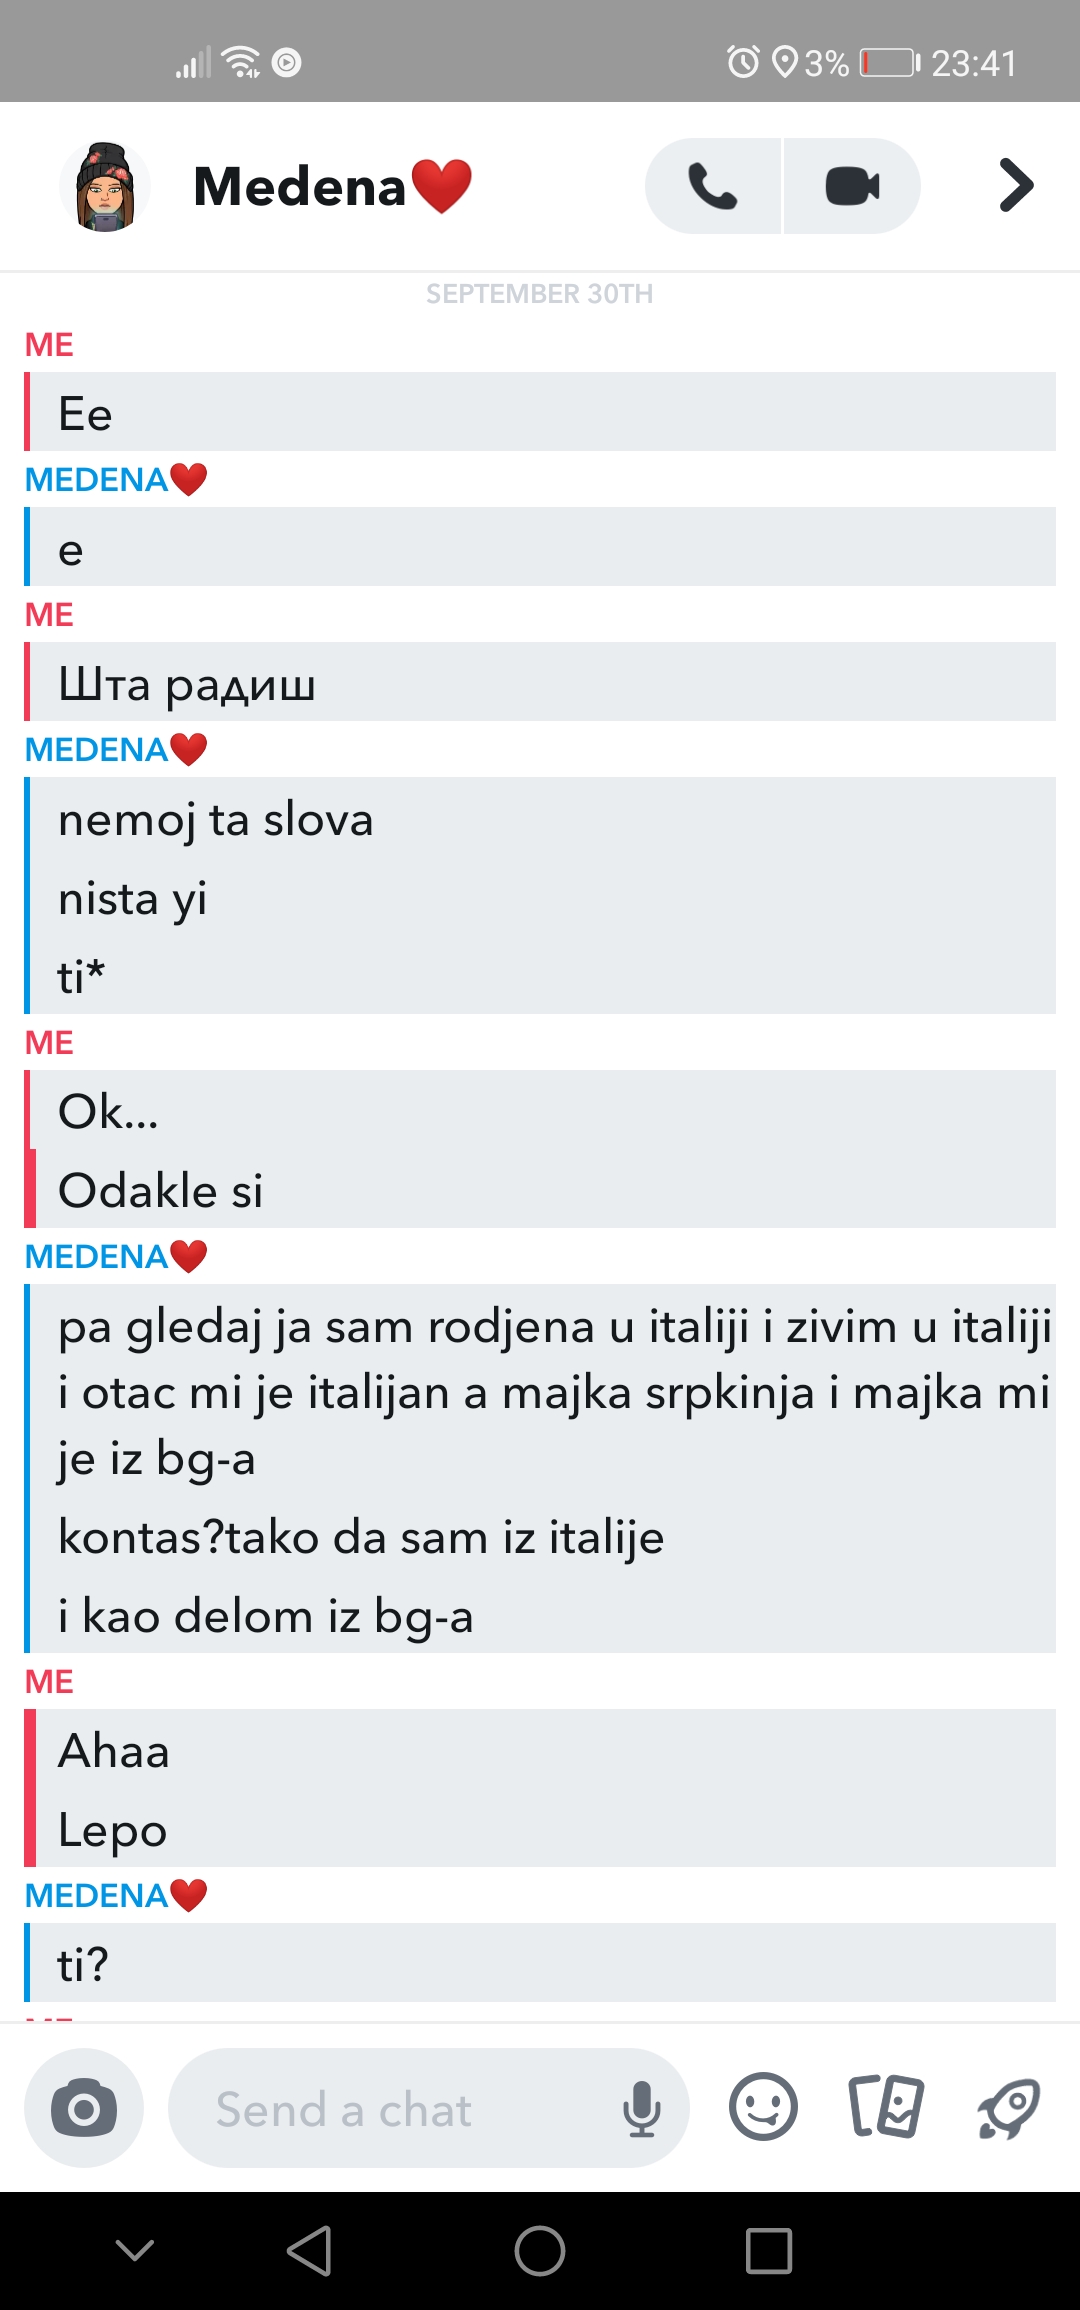 3% 23:41
Medena❤️
SEPTEMBER 30TH
ME
Ee
MEDENA❤️
e
ME
Шта радиш
MEDENA❤️
nemoj ta slova
nista yi
ti*
ME
Ok...
Odakle si
MEDENA❤️
pa gledaj ja sam rodjena u italiji i zivim u italiji
i otac mi je italijan a majka srpkinja i majka mi
je iz bg-a
kontas?tako da sam iz italije
i kao delom iz bg-a
ME
Ahaa
Lepo
MEDENA❤️
ti?
Send a chat